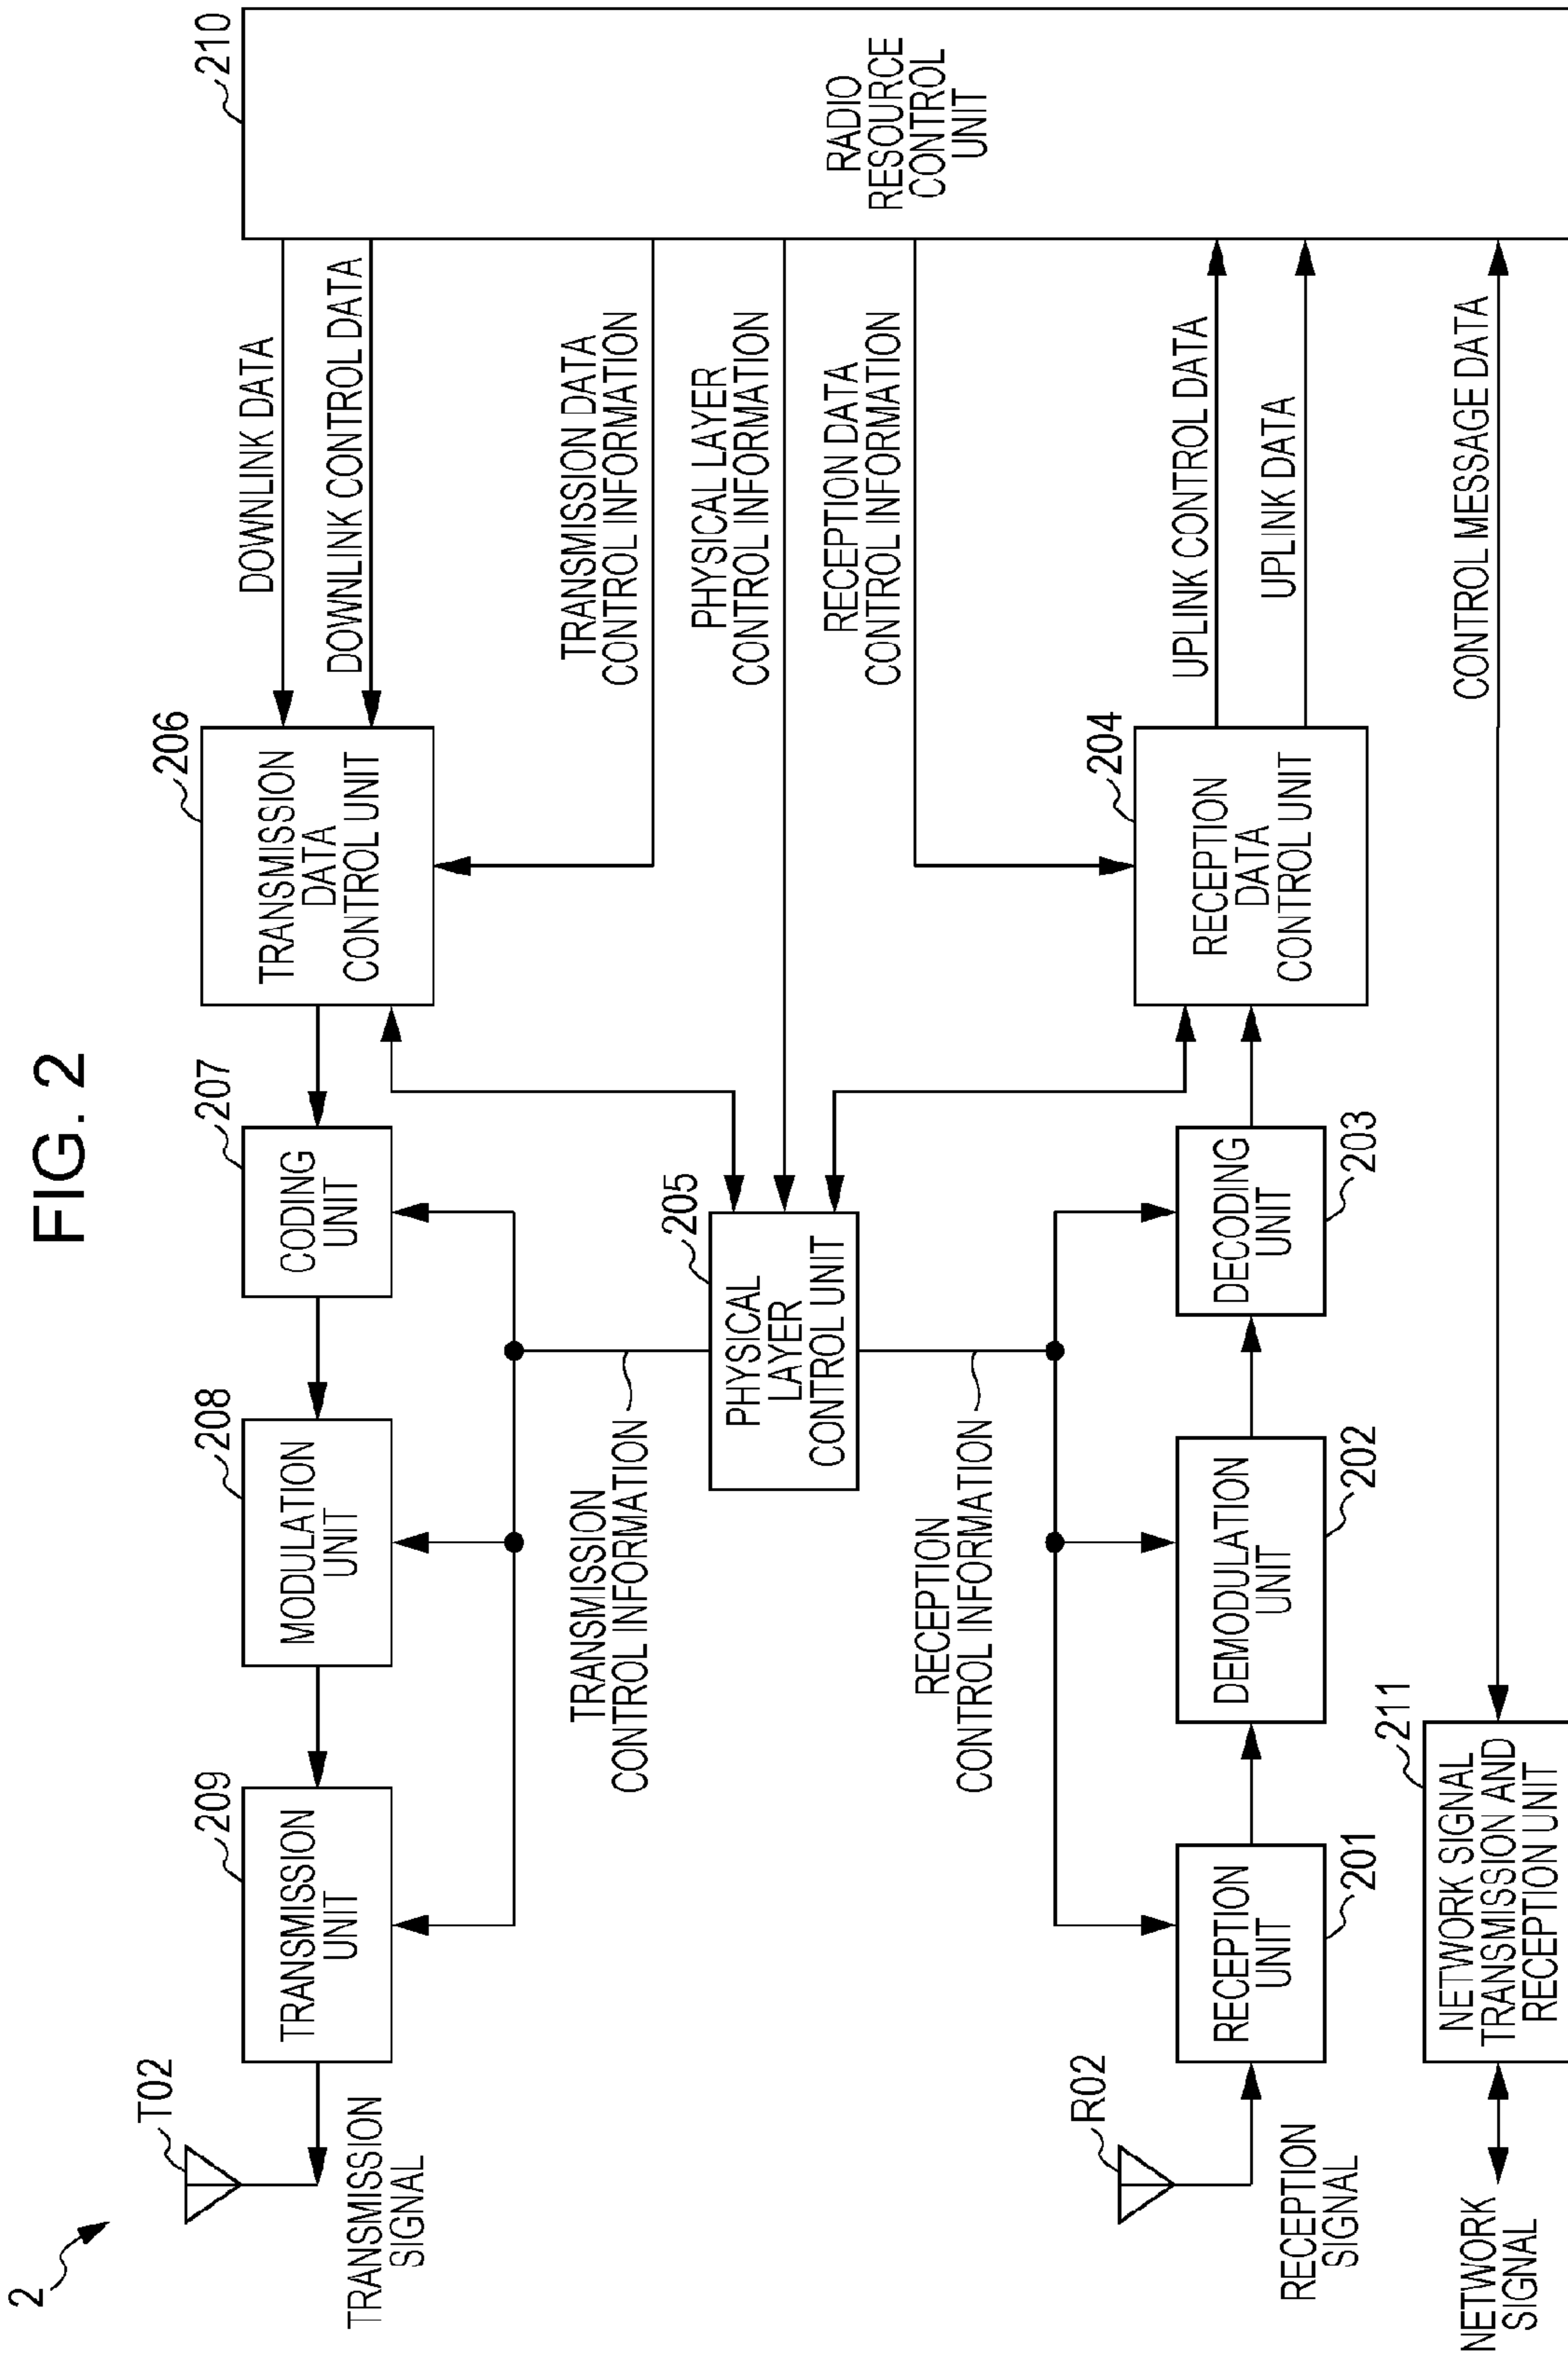 FIG. 2
2
T02
TRANSMISSION
SIGNAL
209
TRANSMISSION
UNIT
208
MODULATION
UNIT
207
CODING
UNIT
206
TRANSMISSION
DATA
CONTROL UNIT
DOWNLINK DATA
DOWNLINK CONTROL DATA
210
RADIO
RESOURCE
CONTROL
UNIT
TRANSMISSION
CONTROL INFORMATION
205
PHYSICAL
LAYER
CONTROL UNIT
TRANSMISSION DATA
CONTROL INFORMATION
PHYSICAL LAYER
CONTROL INFORMATION
RECEPTION DATA
CONTROL INFORMATION
RECEPTION
CONTROL INFORMATION
R02
RECEPTION
SIGNAL
RECEPTION
UNIT
201
DEMODULATION
UNIT
202
DECODING
UNIT
203
204
RECEPTION
DATA
CONTROL UNIT
UPLINK CONTROL DATA
UPLINK DATA
NETWORK
SIGNAL
211
NETWORK SIGNAL
TRANSMISSION AND
RECEPTION UNIT
CONTROL MESSAGE DATA